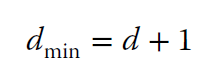 d_min = d + 1